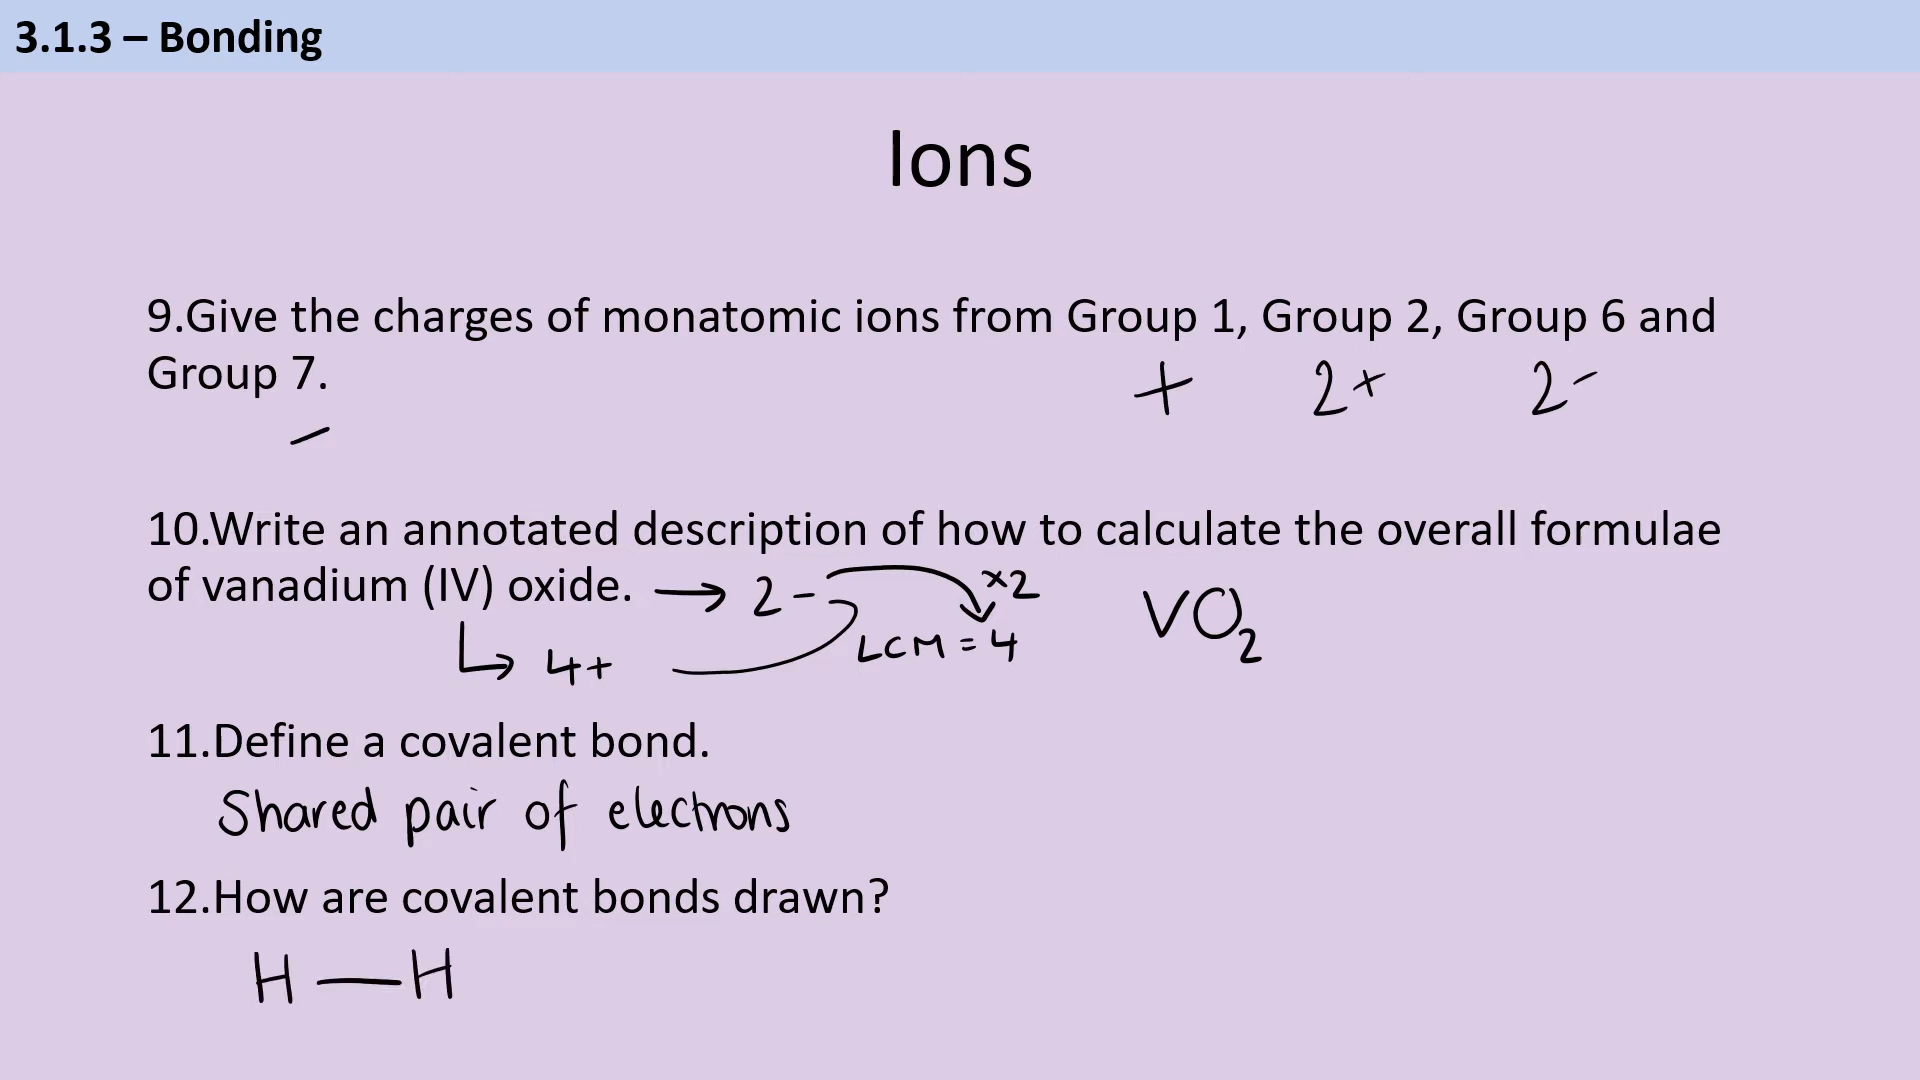 3.1.3 – Bonding
Ions
9.Give the charges of monatomic ions from Group 1, Group 2, Group 6 and
Group 7.
+ 2+ 2-
–
10.Write an annotated description of how to calculate the overall formulae
of vanadium (IV) oxide. → 2- ×2 VO₂
↳ 4+ LCM = 4
11.Define a covalent bond.
Shared pair of electrons
12.How are covalent bonds drawn?
H — H